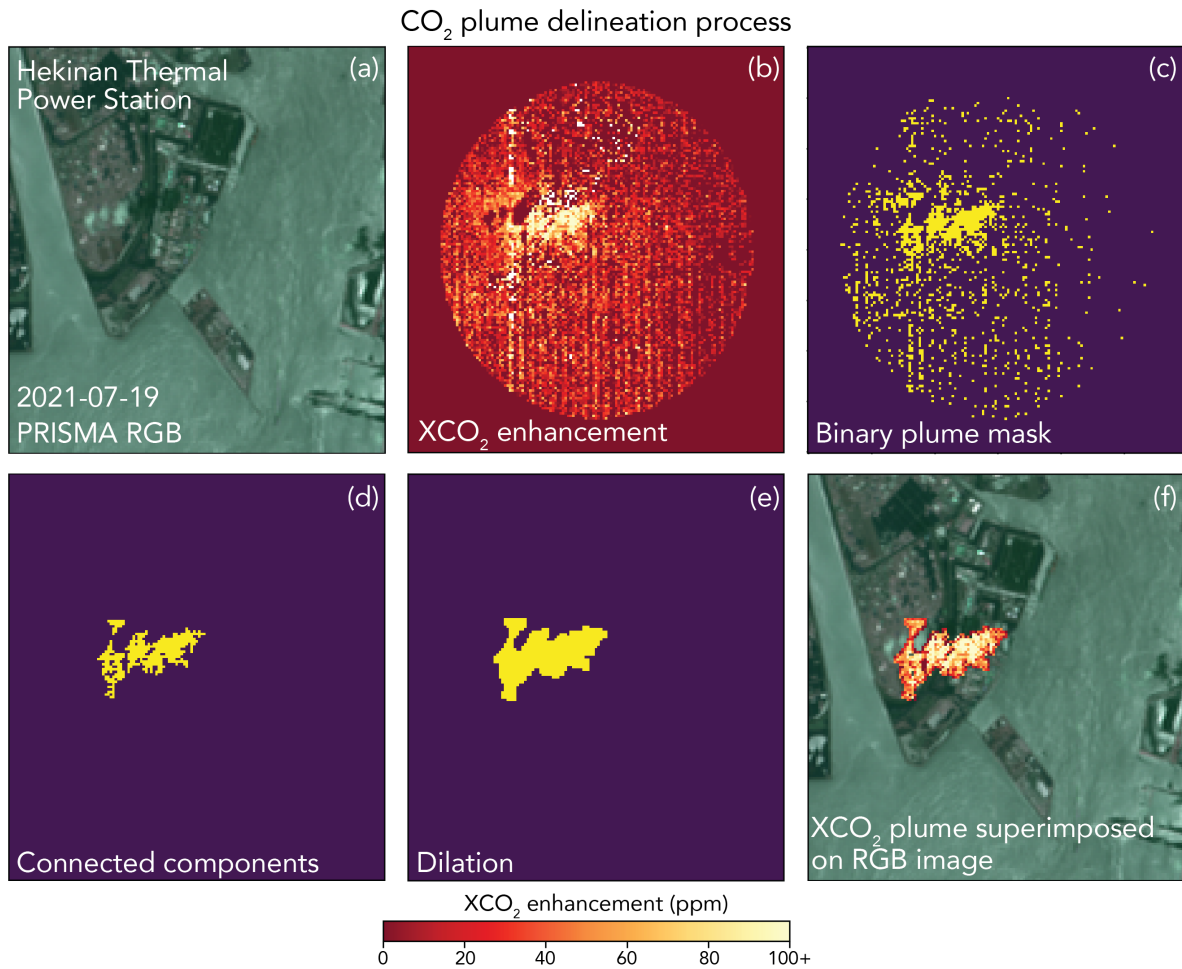 CO₂ plume delineation process
Hekinan Thermal
Power Station
(a)
2021-07-19
PRISMA RGB
(b)
XCO₂ enhancement
(c)
Binary plume mask
(d)
Connected components
(e)
Dilation
(f)
XCO₂ plume superimposed
on RGB image
XCO₂ enhancement (ppm)
0 20 40 60 80 100+